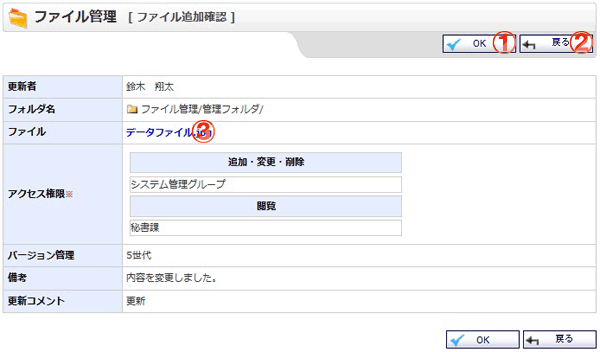 ファイル管理 [ ファイル追加確認 ]
OK ① 戻る ②
更新者 鈴木 翔太
フォルダ名 ファイル管理/管理フォルダ/
ファイル データファイル ③
アクセス権限※
追加・変更・削除
システム管理グループ
閲覧
秘書課
バージョン管理 5世代
備考 内容を変更しました。
更新コメント 更新
OK 戻る